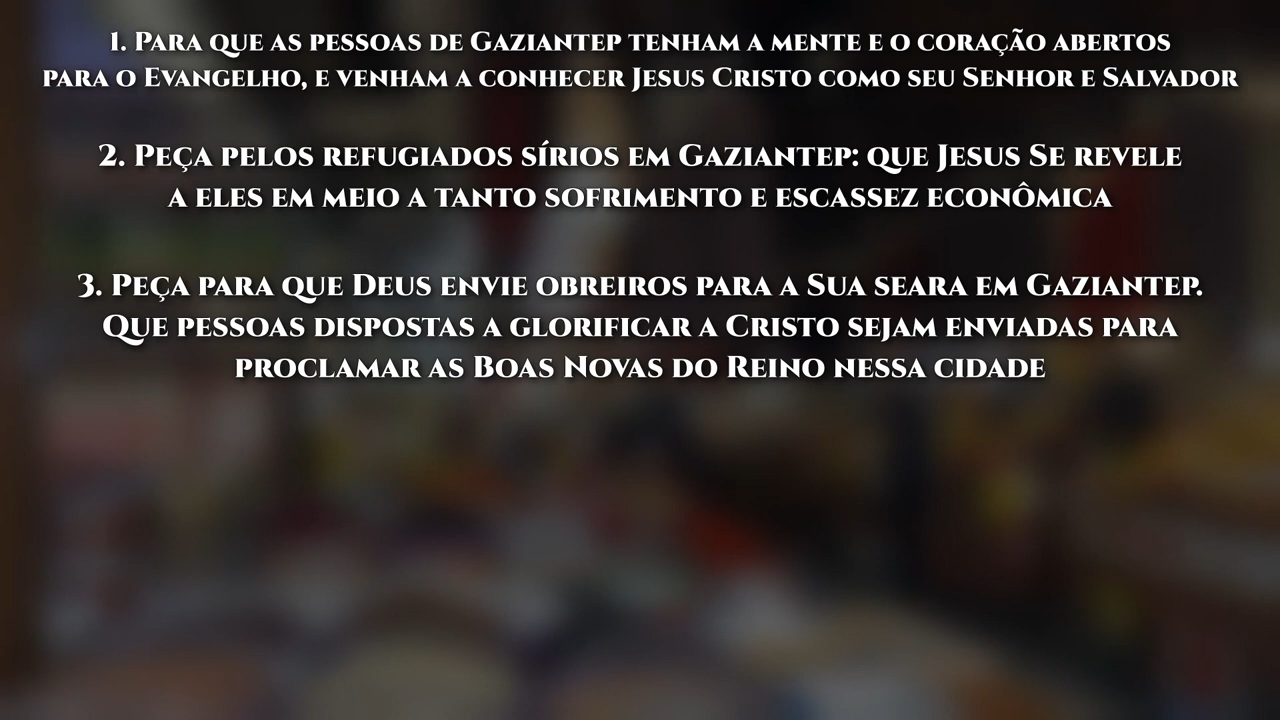 1. Para que as pessoas de Gaziantep tenham a mente e o coração abertos
para o Evangelho, e venham a conhecer Jesus Cristo como seu Senhor e Salvador
2. Peça pelos refugiados sírios em Gaziantep: que Jesus Se revele
a eles em meio a tanto sofrimento e escassez econômica
3. Peça para que Deus envie obreiros para a Sua seara em Gaziantep.
Que pessoas dispostas a glorificar a Cristo sejam enviadas para
proclamar as Boas Novas do Reino nessa cidade